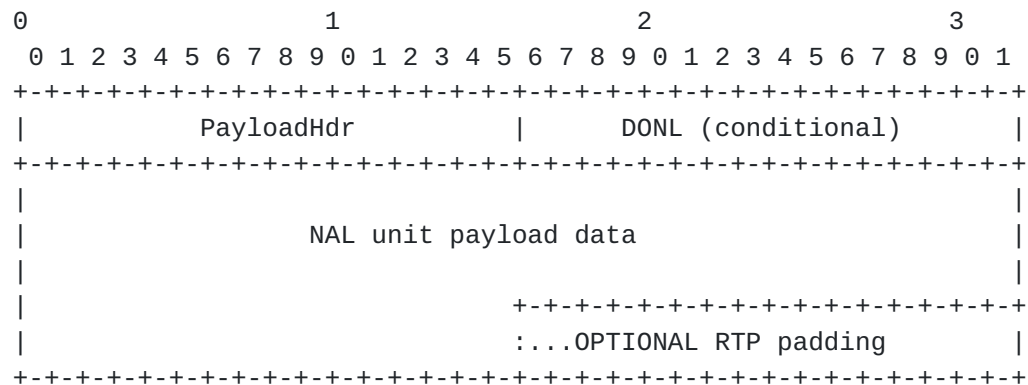 0                   1                   2                   3
 0 1 2 3 4 5 6 7 8 9 0 1 2 3 4 5 6 7 8 9 0 1 2 3 4 5 6 7 8 9 0 1
+-+-+-+-+-+-+-+-+-+-+-+-+-+-+-+-+-+-+-+-+-+-+-+-+-+-+-+-+-+-+-+-+
|           PayloadHdr          |        DONL (conditional)     |
+-+-+-+-+-+-+-+-+-+-+-+-+-+-+-+-+-+-+-+-+-+-+-+-+-+-+-+-+-+-+-+-+
|                                                               |
|                  NAL unit payload data                        |
|                                                               |
|                               +-+-+-+-+-+-+-+-+-+-+-+-+-+-+-+-+
|                               :...OPTIONAL RTP padding        |
+-+-+-+-+-+-+-+-+-+-+-+-+-+-+-+-+-+-+-+-+-+-+-+-+-+-+-+-+-+-+-+-+